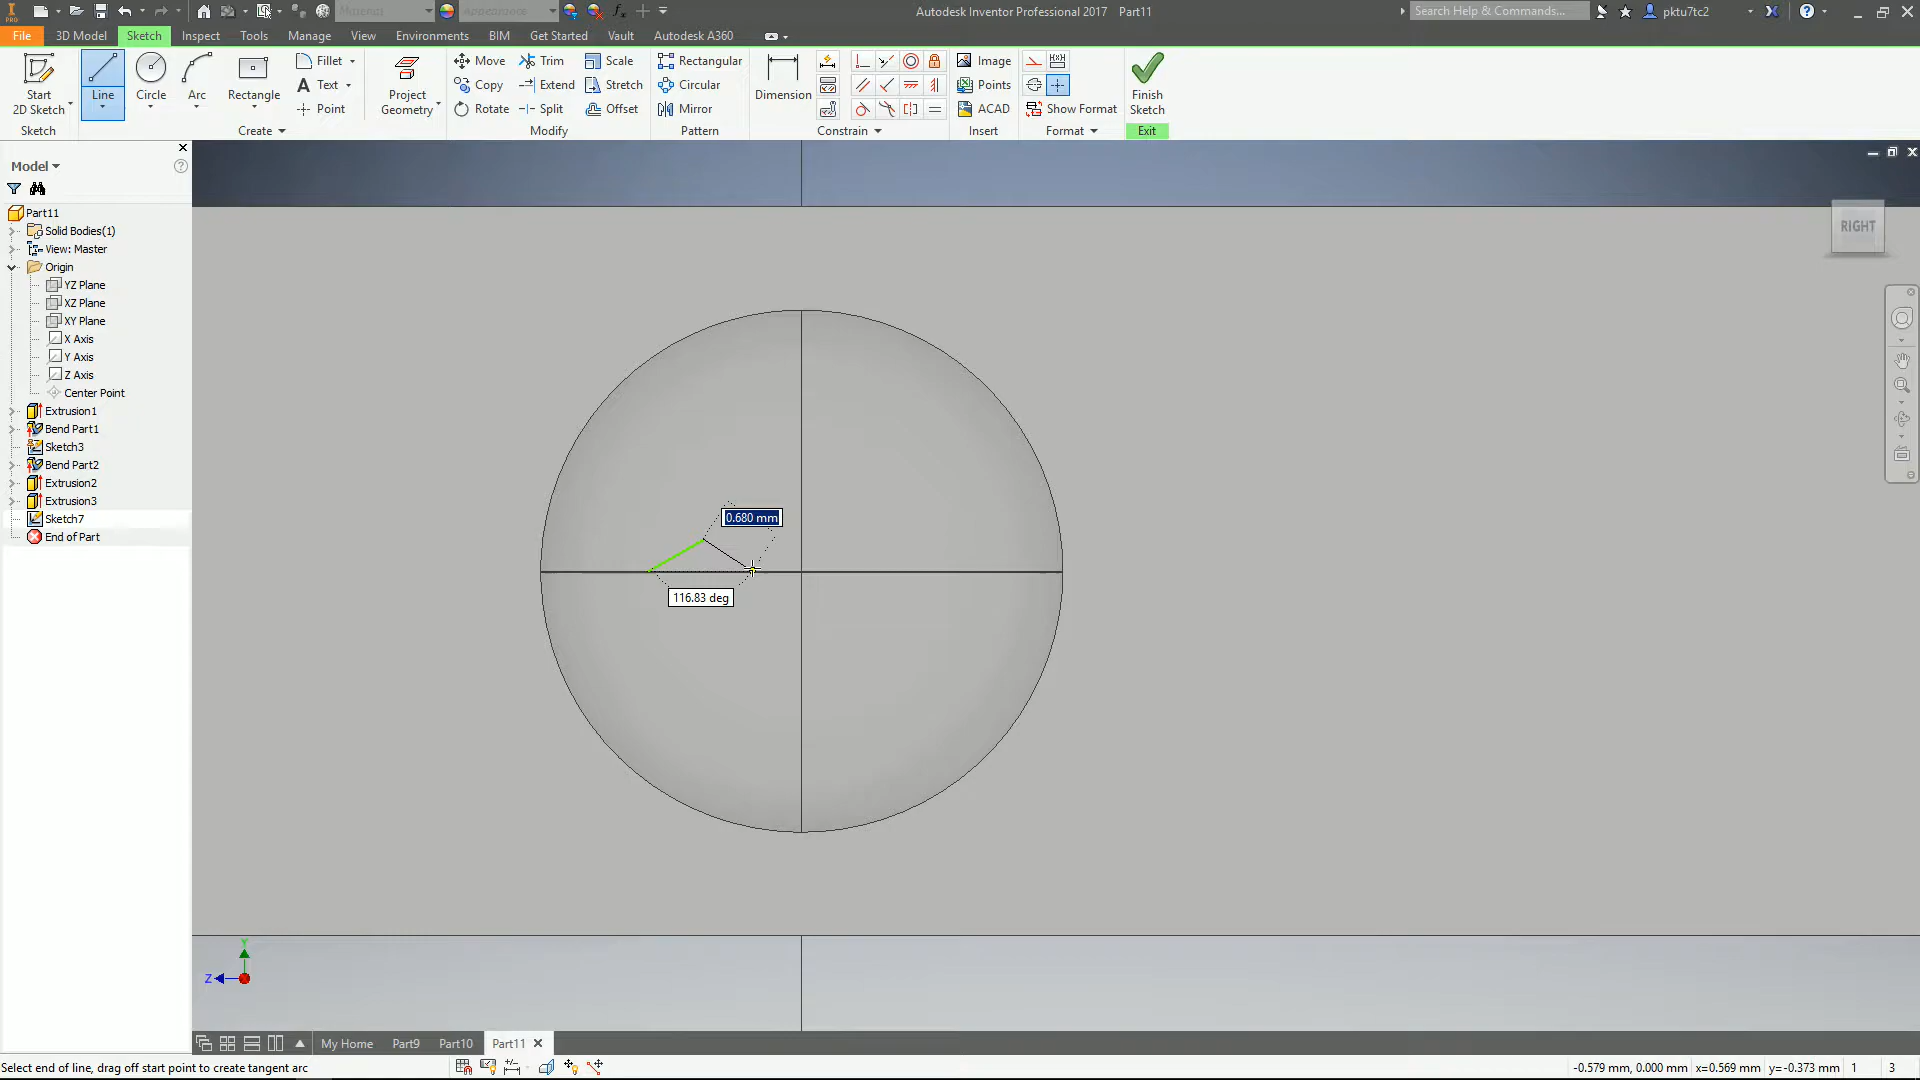 PRO
Material
Appearance
Autodesk Inventor Professional 2017 Part11
Search Help & Commands...
pktu7tc2
File
3D Model
Sketch
Inspect
Tools
Manage
View
Environments
BIM
Get Started
Vault
Autodesk A360
Start
2D Sketch
Line
Circle
Arc
Rectangle
Fillet
Text
Point
Move
Copy
Rotate
Trim
Extend
Split
Scale
Stretch
Offset
Project
Geometry
Rectangular
Circular
Mirror
Dimension
Image
Points
ACAD
Show Format
Finish
Sketch
Sketch
Create
Modify
Pattern
Constrain
Insert
Format
Exit
Model
Part11
Solid Bodies(1)
View: Master
Origin
YZ Plane
XZ Plane
XY Plane
X Axis
Y Axis
Z Axis
Center Point
Extrusion1
Bend Part1
Sketch3
Bend Part2
Extrusion2
Extrusion3
Sketch7
End of Part
RIGHT
0.680 mm
116.83 deg
Y
Z
My Home
Part9
Part10
Part11
Select end of line, drag off start point to create tangent arc
-0.579 mm, 0.000 mm x=0.569 mm y=-0.373 mm 1 3